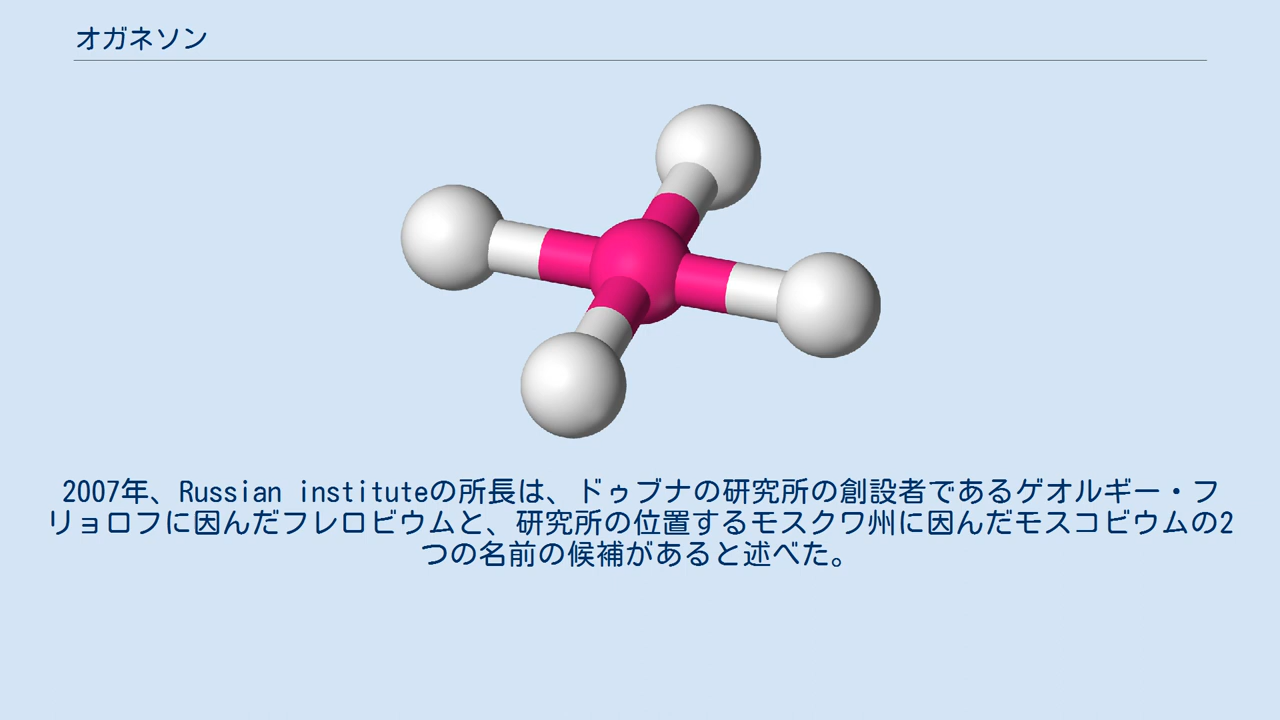 オガネソン
2007年、Russian instituteの所長は、ドゥブナの研究所の創設者であるゲオルギー・フ
リョロフに因んだフレロビウムと、研究所の位置するモスクワ州に因んだモスコビウムの2
つの名前の候補があると述べた。